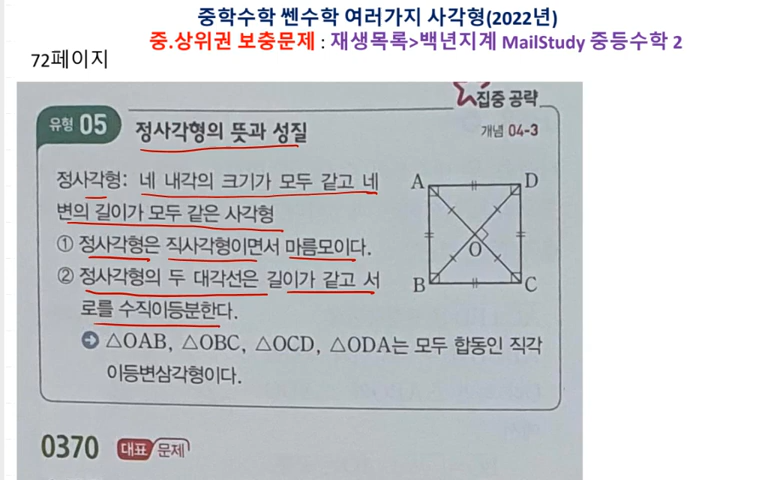 중학수학 쎈수학 여러가지 사각형(2022년)
중.상위권 보충문제 : 재생목록>백년지계 MailStudy 중등수학 2
72페이지
집중 공략
유형 05 정사각형의 뜻과 성질
개념 04-3
정사각형: 네 내각의 크기가 모두 같고 네
변의 길이가 모두 같은 사각형
① 정사각형은 직사각형이면서 마름모이다.
② 정사각형의 두 대각선은 길이가 같고 서
로를 수직이등분한다.
➲ △OAB, △OBC, △OCD, △ODA는 모두 합동인 직각
이등변삼각형이다.
A D
O
B C
0370 대표 문제